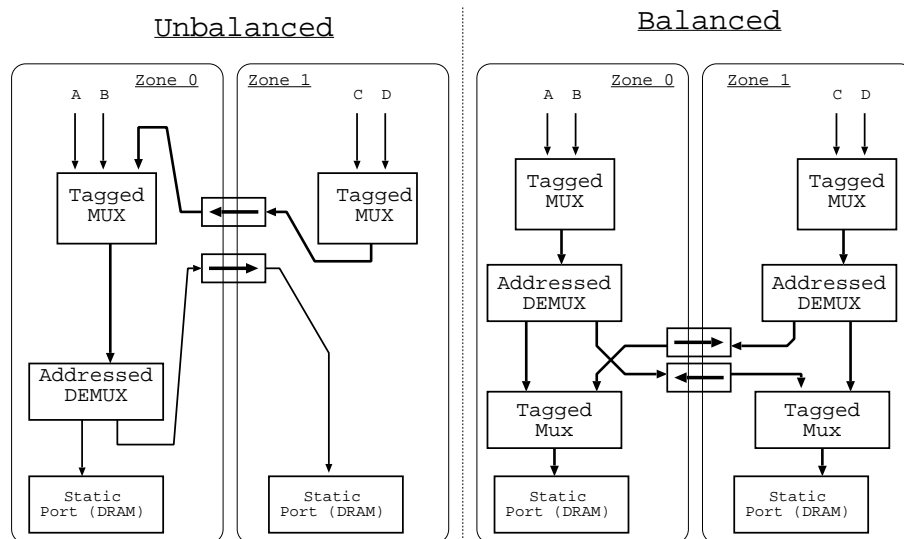 Unbalanced
Balanced
Zone 0
Zone 1
A B
C D
Tagged
MUX
Tagged
MUX
Addressed
DEMUX
Static
Port (DRAM)
Static
Port (DRAM)
Zone 0
Zone 1
A B
C D
Tagged
MUX
Tagged
MUX
Addressed
DEMUX
Addressed
DEMUX
Tagged
Mux
Tagged
Mux
Static
Port (DRAM)
Static
Port (DRAM)